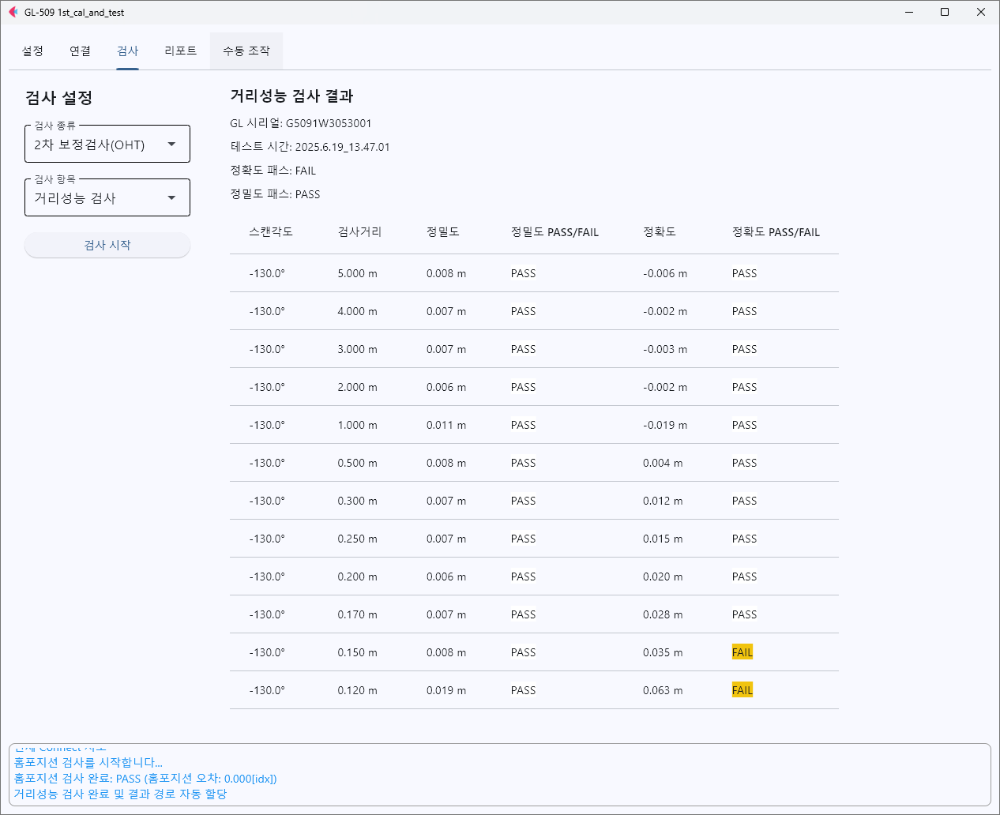 GL-509 1st_cal_and_test
설정 연결 검사 리포트 수동 조작
검사 설정
검사 종류
2차 보정검사(OHT)
검사 항목
거리성능 검사
검사 시작
거리성능 검사 결과
GL 시리얼: G5091W3053001
테스트 시간: 2025.6.19_13.47.01
정확도 패스: FAIL
정밀도 패스: PASS
스캔각도 검사거리 정밀도 정밀도 PASS/FAIL 정확도 정확도 PASS/FAIL
-130.0° 5.000 m 0.008 m PASS -0.006 m PASS
-130.0° 4.000 m 0.007 m PASS -0.002 m PASS
-130.0° 3.000 m 0.007 m PASS -0.003 m PASS
-130.0° 2.000 m 0.006 m PASS -0.002 m PASS
-130.0° 1.000 m 0.011 m PASS -0.019 m PASS
-130.0° 0.500 m 0.008 m PASS 0.004 m PASS
-130.0° 0.300 m 0.007 m PASS 0.012 m PASS
-130.0° 0.250 m 0.007 m PASS 0.015 m PASS
-130.0° 0.200 m 0.006 m PASS 0.020 m PASS
-130.0° 0.170 m 0.007 m PASS 0.028 m PASS
-130.0° 0.150 m 0.008 m PASS 0.035 m FAIL
-130.0° 0.120 m 0.019 m PASS 0.063 m FAIL
Connect
홈포지션 검사를 시작합니다...
홈포지션 검사 완료: PASS (홈포지션 오차: 0.000[idx])
거리성능 검사 완료 및 결과 경로 자동 할당